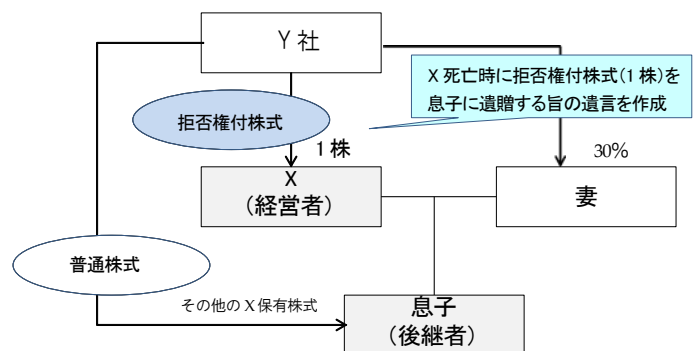 Y 社
X 死亡時に拒否権付株式（1 株）を
息子に遺贈する旨の遺言を作成
拒否権付株式
1 株
30%
X
（経営者）
妻
普通株式
その他の X 保有株式
息子
（後継者）